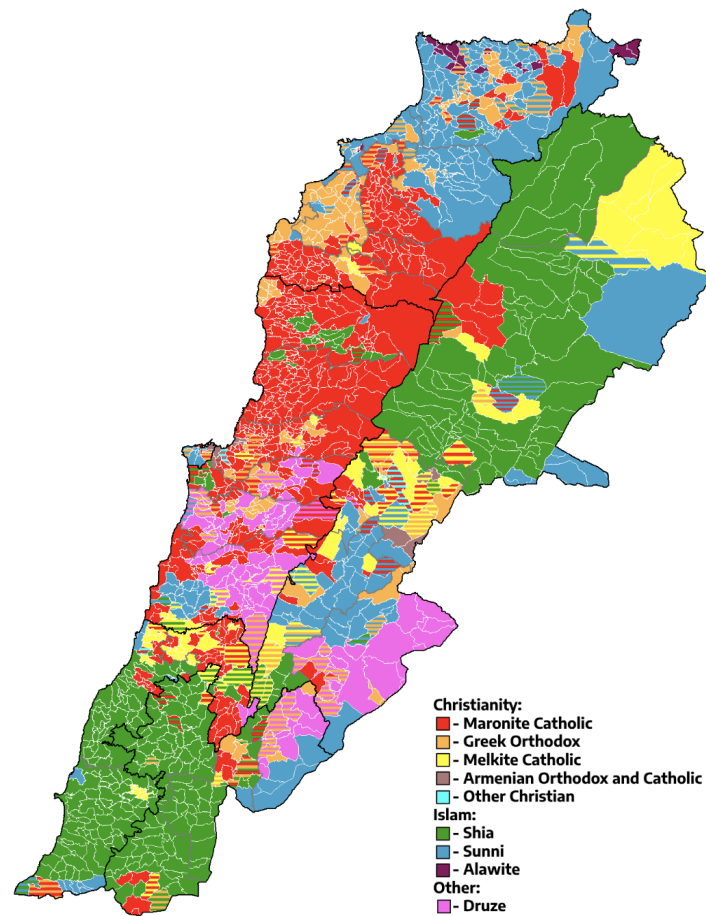 Christianity:
- Maronite Catholic
- Greek Orthodox
- Melkite Catholic
- Armenian Orthodox and Catholic
- Other Christian
Islam:
- Shia
- Sunni
- Alawite
Other:
- Druze